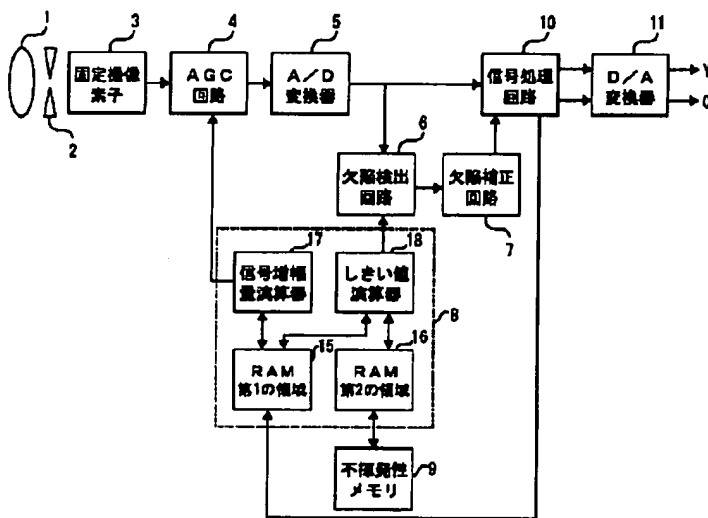 1
3
4
5
10
11
固定撮像
素子
AGC
回路
A/D
変換器
信号処理
回路
D/A
変換器
Y
C
2
6
欠陥検出
回路
欠陥補正
回路
7
17
18
信号増幅
量演算器
しきい値
演算器
8
15
16
RAM
第1の領域
RAM
第2の領域
不揮発性
メモリ
9